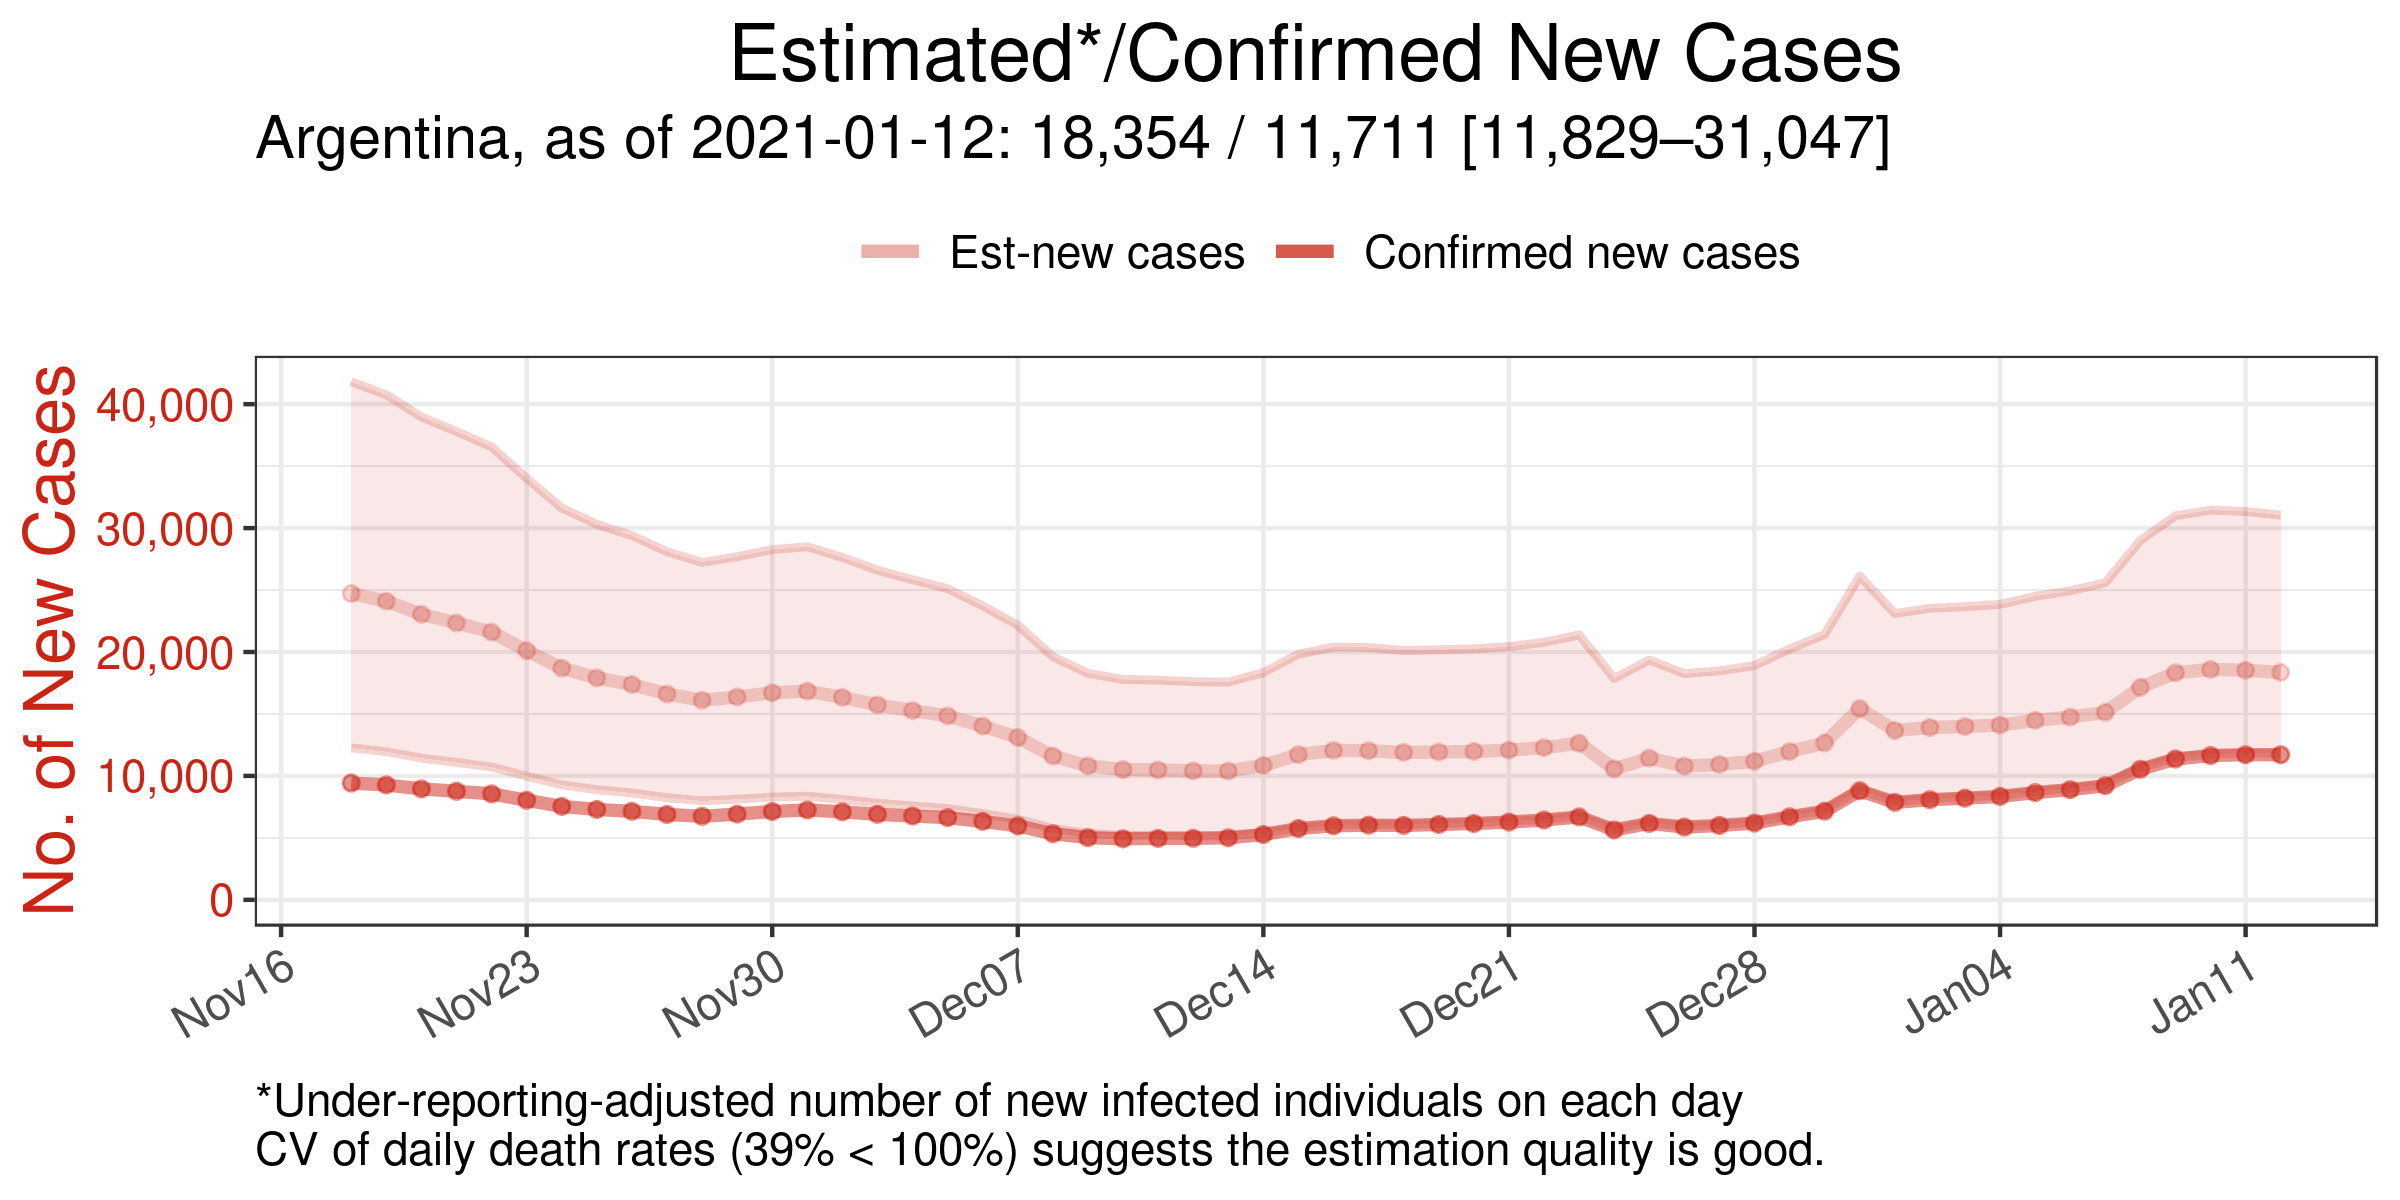 Estimated*/Confirmed New Cases
Argentina, as of 2021-01-12: 18,354 / 11,711 [11,829–31,047]
Est-new cases
Confirmed new cases
No. of New Cases
40,000
30,000
20,000
10,000
0
Nov16
Nov23
Nov30
Dec07
Dec14
Dec21
Dec28
Jan04
Jan11
*Under-reporting-adjusted number of new infected individuals on each day
CV of daily death rates (39% < 100%) suggests the estimation quality is good.